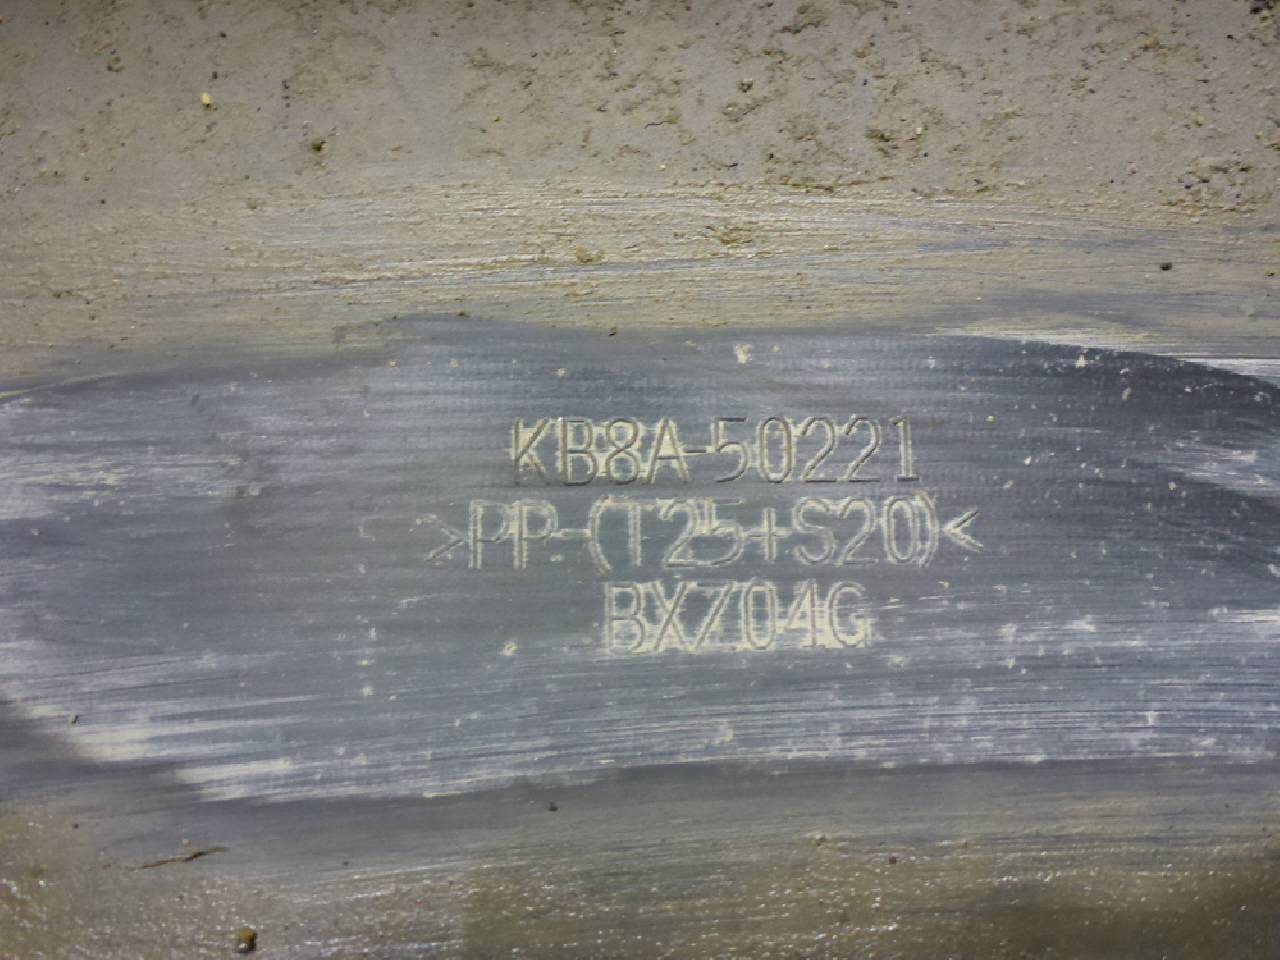 KB8A-50221
>PP-(T25+S20)<
BXZ04G